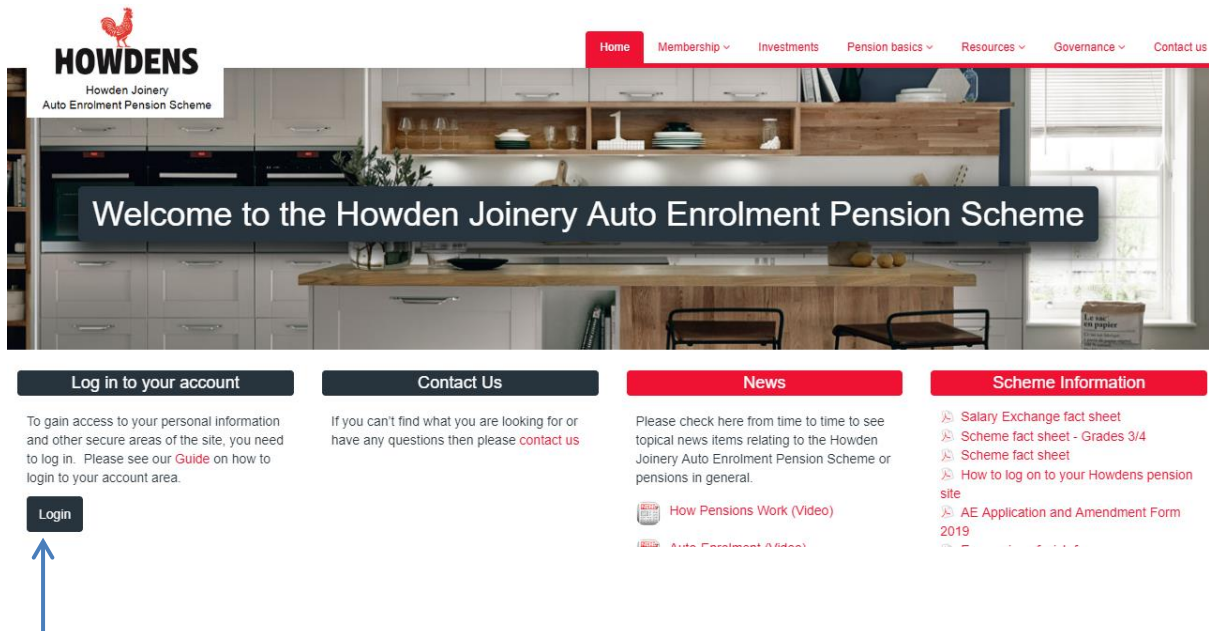 HOWDENS
Howden Joinery
Auto Enrolment Pension Scheme
Home Membership Investments Pension basics Resources Governance Contact us
Welcome to the Howden Joinery Auto Enrolment Pension Scheme
Le sac
en papier
Log in to your account
To gain access to your personal information
and other secure areas of the site, you need
to log in. Please see our Guide on how to
login to your account area.
Login
Contact Us
If you can't find what you are looking for or
have any questions then please contact us
News
Please check here from time to time to see
topical news items relating to the Howden
Joinery Auto Enrolment Pension Scheme or
pensions in general.
How Pensions Work (Video)
Auto Enrolment (Video)
Scheme Information
Salary Exchange fact sheet
Scheme fact sheet - Grades 3/4
Scheme fact sheet
How to log on to your Howdens pension
site
AE Application and Amendment Form
2019